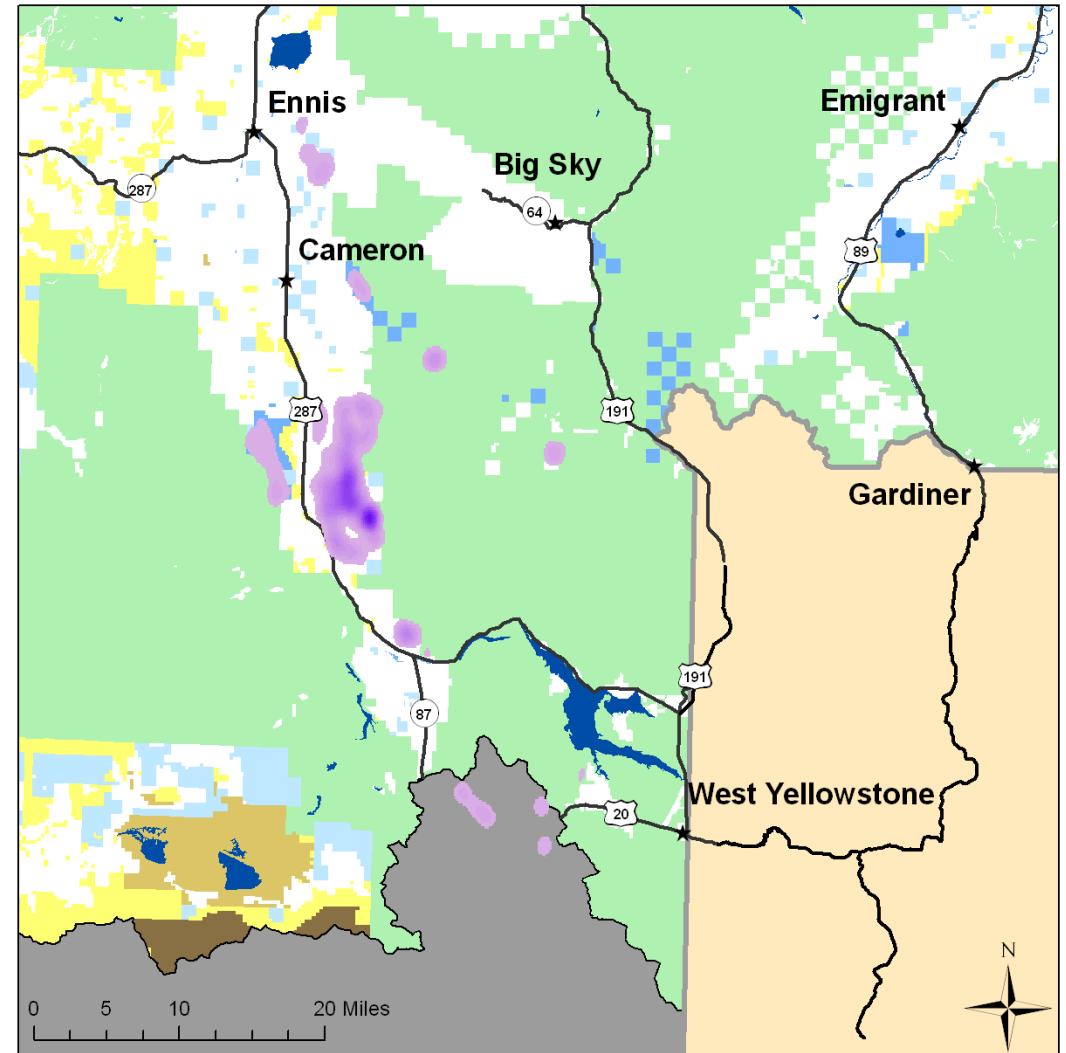 Ennis
Emigrant
Big Sky
287
64
Cameron
89
287
191
Gardiner
191
87
West Yellowstone
20
N
0 5 10 20 Miles